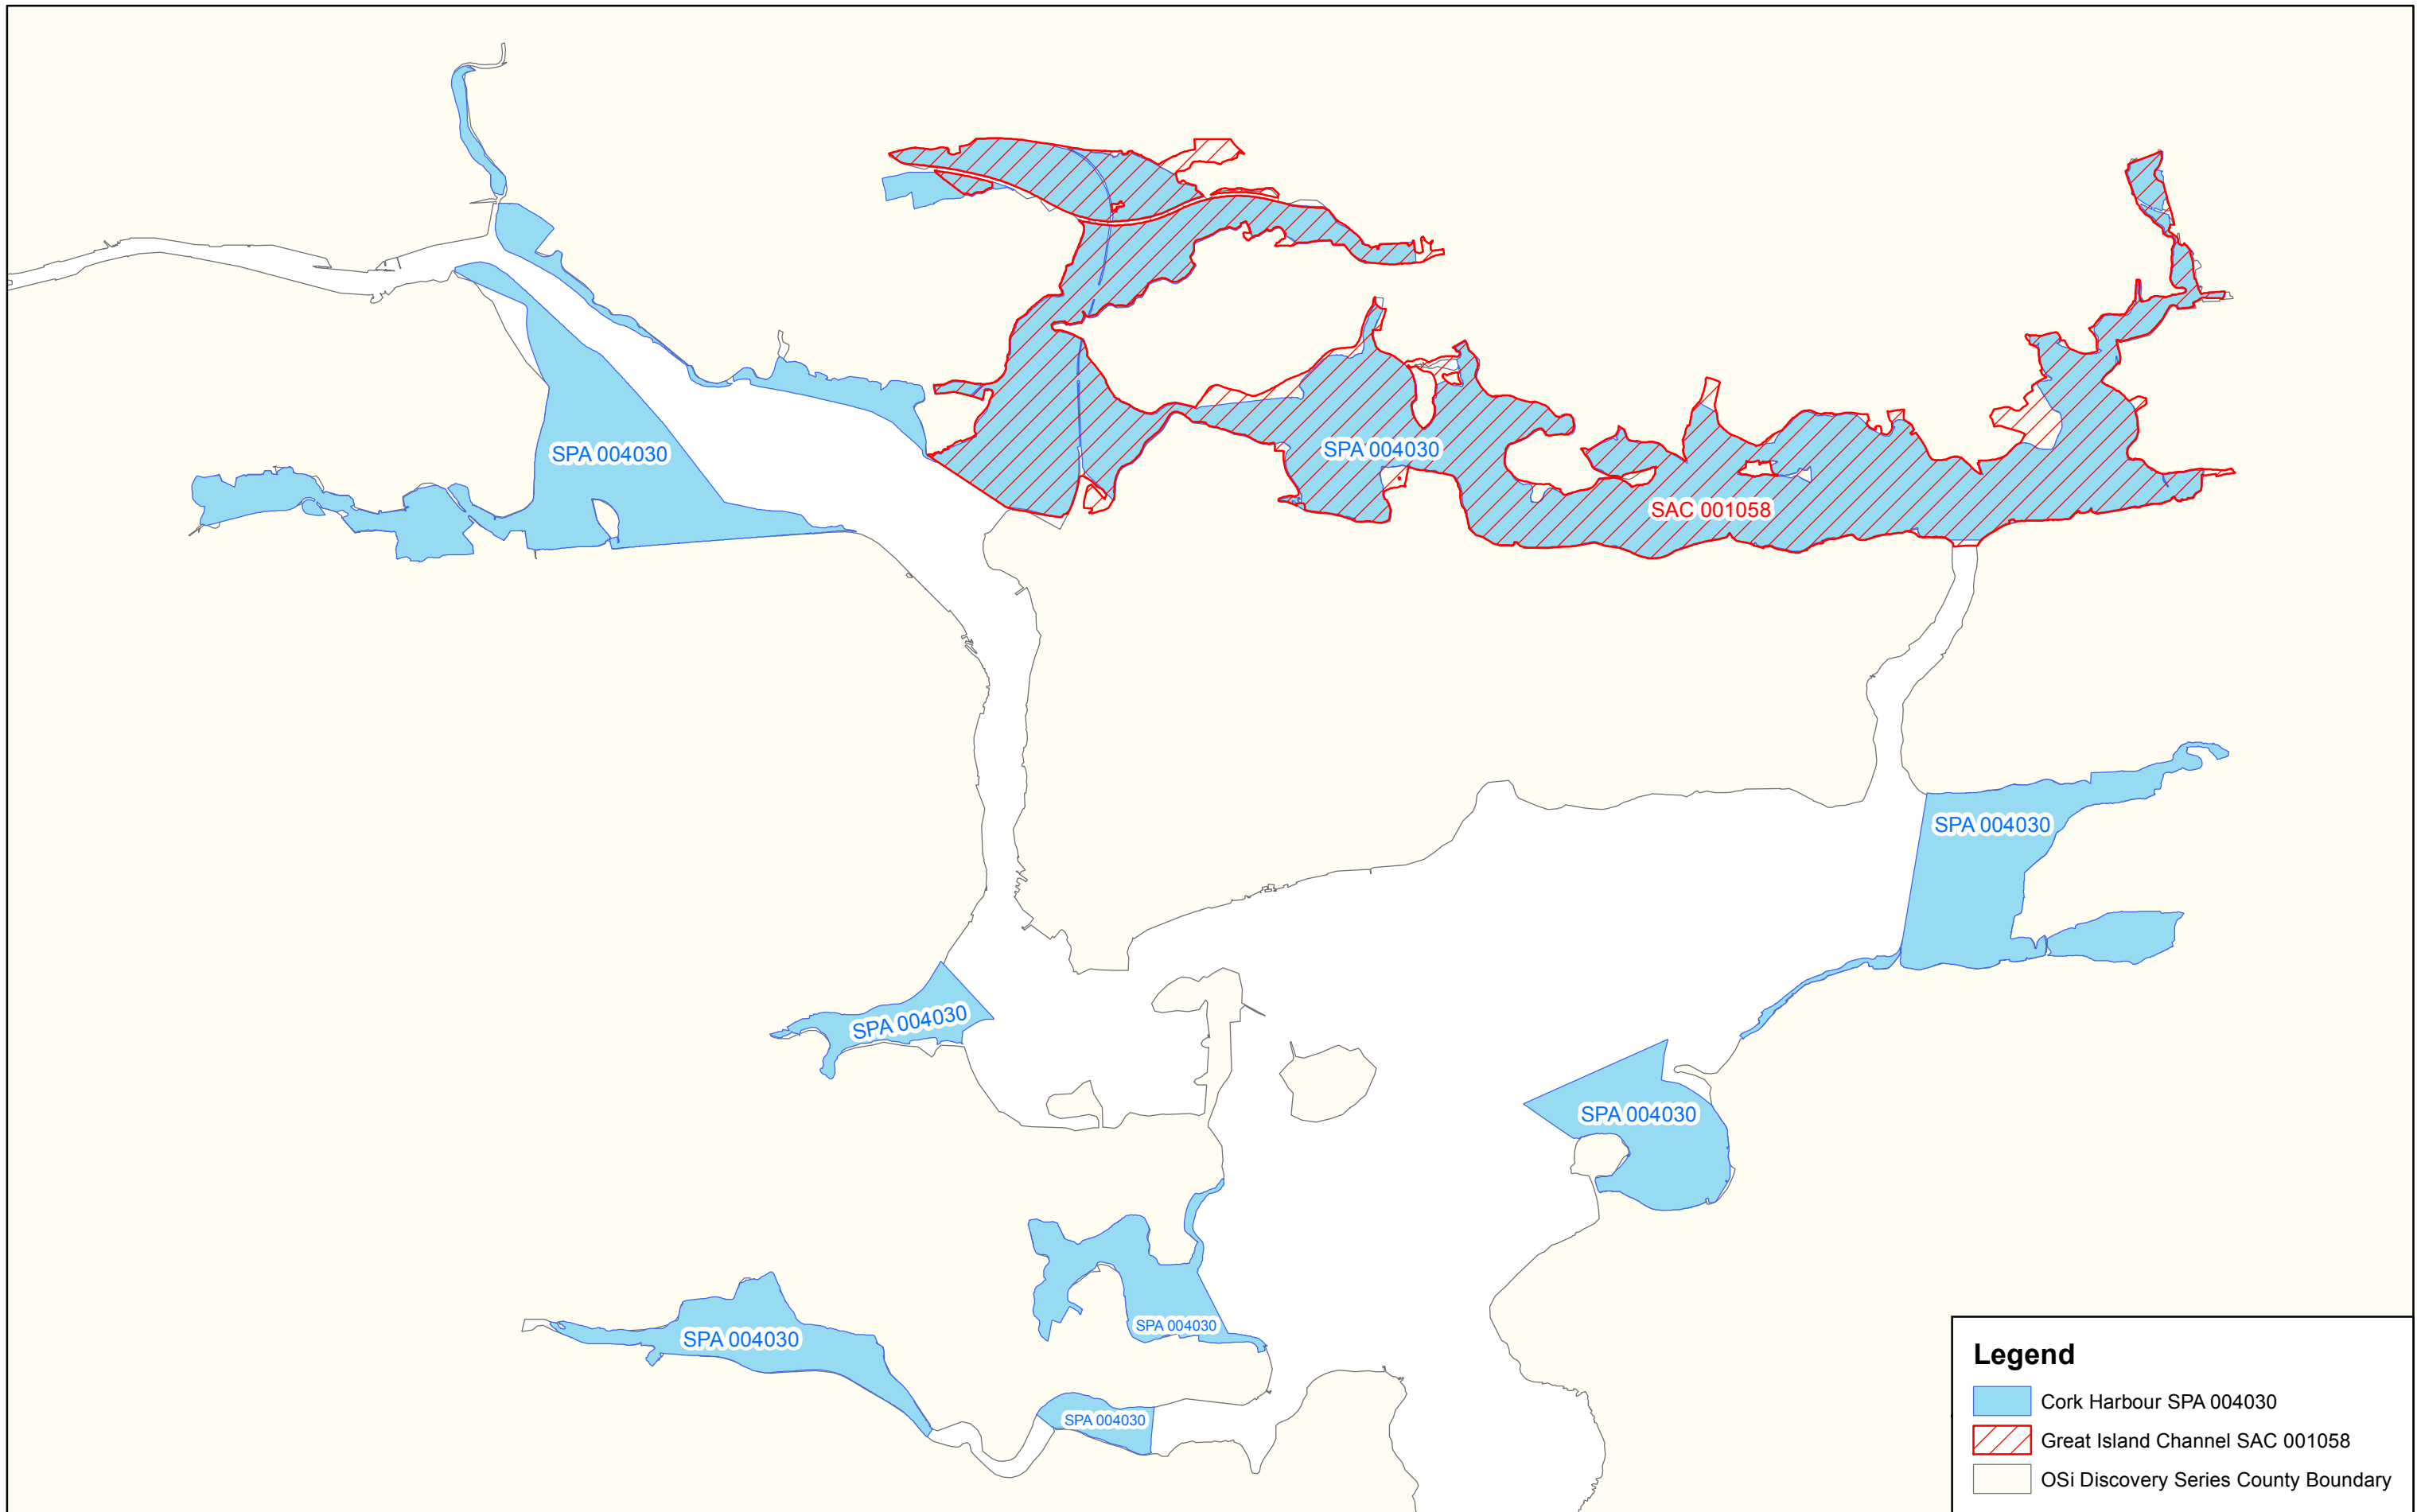 SPA 004030
SPA 004030
SAC 001058
SPA 004030
SPA 004030
SPA 004030
SPA 004030
SPA 004030
SPA 004030
Legend
Cork Harbour SPA 004030
Great Island Channel SAC 001058
OSi Discovery Series County Boundary